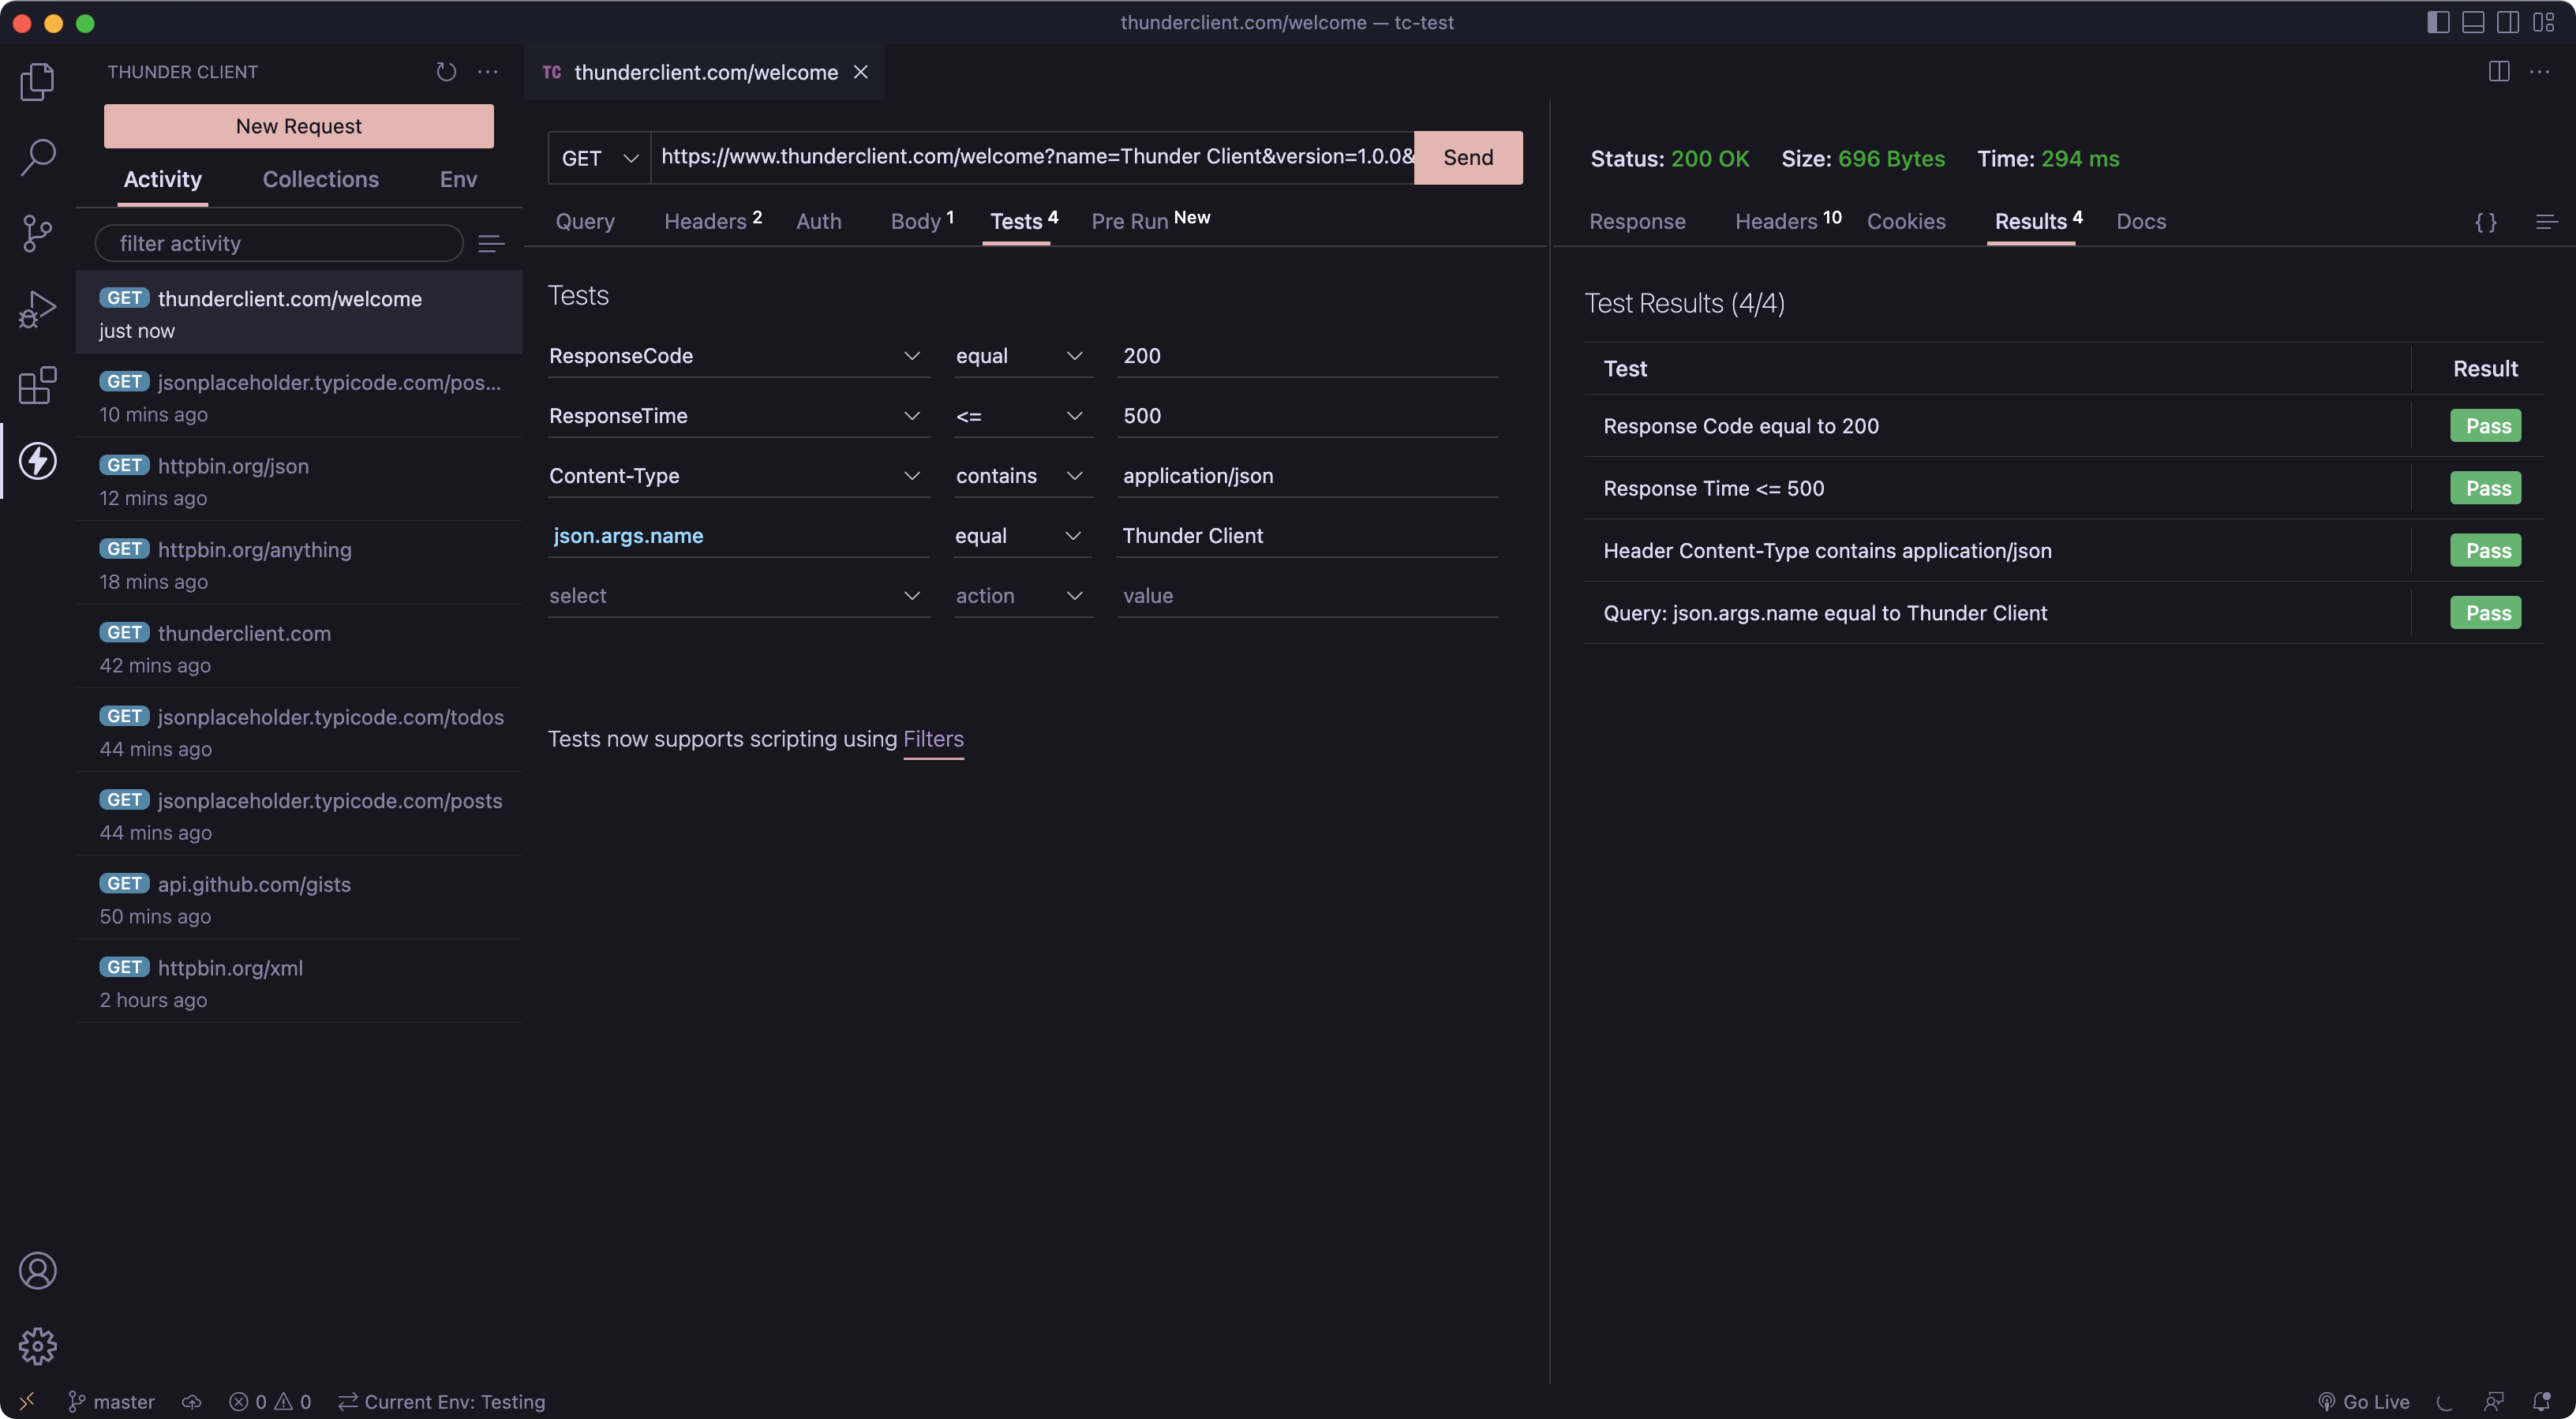 thunderclient.com/welcome — tc-test
THUNDER CLIENT
New Request
Activity Collections Env
filter activity
GET thunderclient.com/welcome
just now
GET jsonplaceholder.typicode.com/pos...
10 mins ago
GET httpbin.org/json
12 mins ago
GET httpbin.org/anything
18 mins ago
GET thunderclient.com
42 mins ago
GET jsonplaceholder.typicode.com/todos
44 mins ago
GET jsonplaceholder.typicode.com/posts
44 mins ago
GET api.github.com/gists
50 mins ago
GET httpbin.org/xml
2 hours ago
TC thunderclient.com/welcome
GET https://www.thunderclient.com/welcome?name=Thunder Client&version=1.0.0& Send
Query Headers 2 Auth Body 1 Tests 4 Pre Run New
Tests
ResponseCode equal 200
ResponseTime <= 500
Content-Type contains application/json
json.args.name equal Thunder Client
select action value
Tests now supports scripting using Filters
Status: 200 OK Size: 696 Bytes Time: 294 ms
Response Headers 10 Cookies Results 4 Docs { }
Test Results (4/4)
Test Result
Response Code equal to 200 Pass
Response Time <= 500 Pass
Header Content-Type contains application/json Pass
Query: json.args.name equal to Thunder Client Pass
master 0 0 Current Env: Testing Go Live